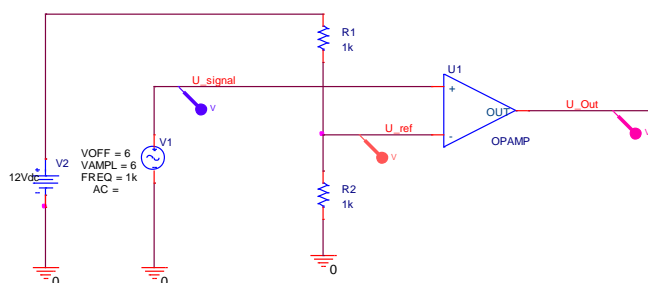 R1
1k
U1
U_signal
+
OUT
U_Out
V
V
V1
U_ref
-
OPAMP
V
V2
VOFF = 6
VAMPL = 6
FREQ = 1k
AC =
12Vdc
+
-
R2
1k
0
0
0